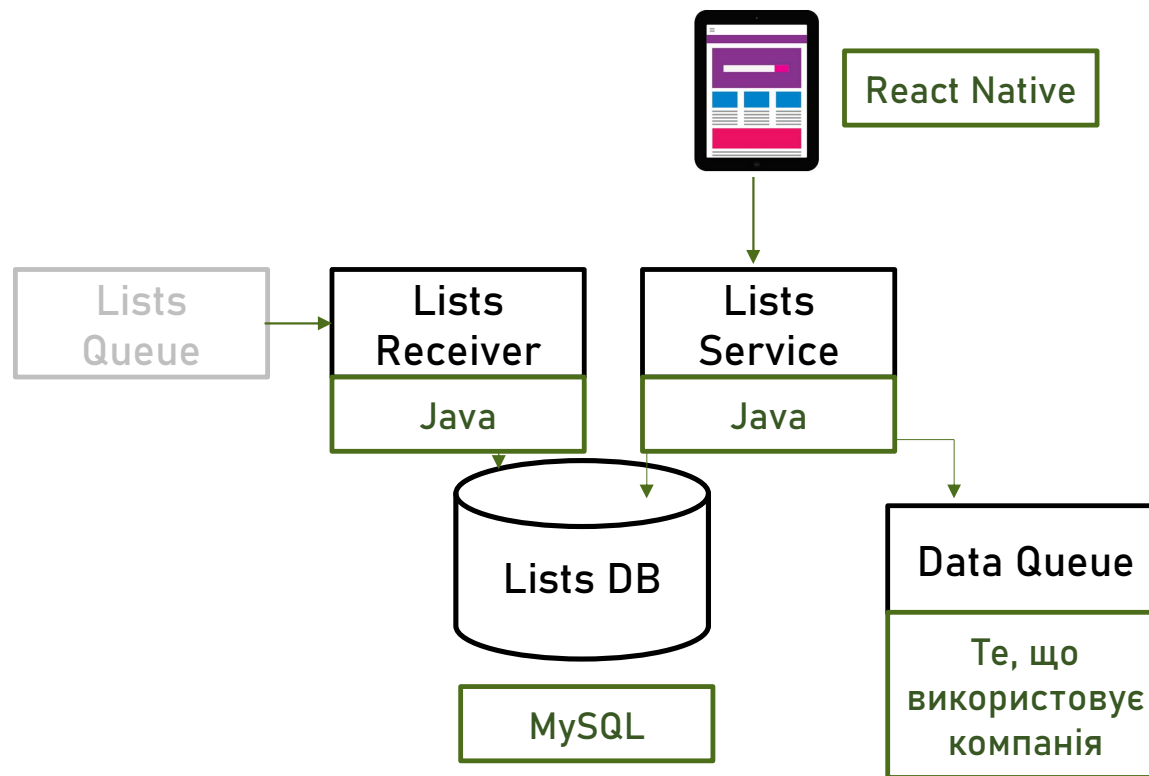 React Native
Lists
Queue
Lists
Receiver
Java
Lists
Service
Java
Lists DB
MySQL
Data Queue
Те, що
використовує
компанія